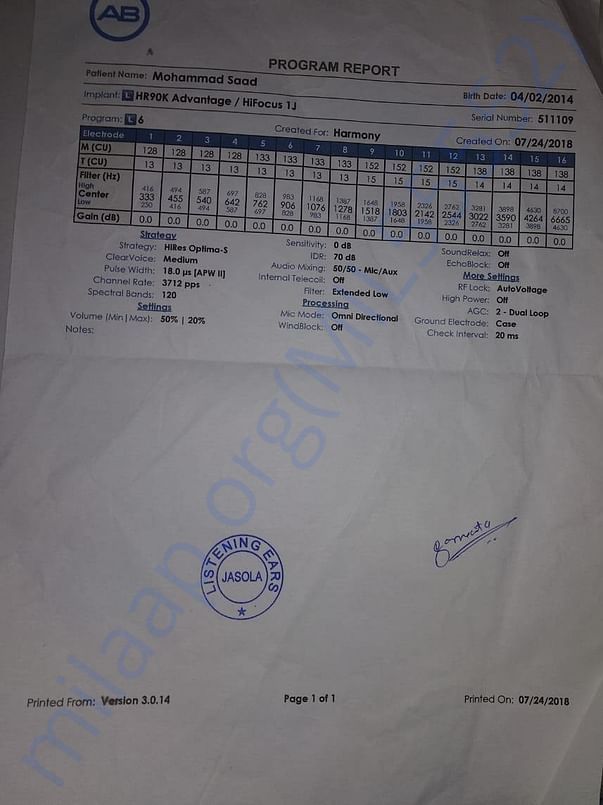 AB
PROGRAM REPORT
Patient Name: Mohammad Saad
Birth Date: 04/02/2014
Implant: L HR90K Advantage / HiFocus 1J
Serial Number: 511109
Program: L 6
Created For: Harmony
Created On: 07/24/2018
Electrode 1 2 3 4 5 6 7 8 9 10 11 12 13 14 15 16
M (CU) 128 128 128 128 133 133 133 133 152 152 152 152 138 138 138 138
T (CU) 13 13 13 13 13 13 13 13 15 15 15 15 14 14 14 14
Filter (Hz)
High 416 494 587 697 828 983 1168 1387 1648 1958 2326 2762 3281 3898 4630 8700
Center 333 455 540 642 762 906 1076 1278 1518 1803 2142 2544 3022 3590 4264 6665
Low 250 416 494 587 697 828 983 1168 1387 1648 1958 2326 2762 3281 3898 4630
Gain (dB) 0.0 0.0 0.0 0.0 0.0 0.0 0.0 0.0 0.0 0.0 0.0 0.0 0.0 0.0 0.0 0.0
Strategy
Strategy: HiRes Optima-S
ClearVoice: Medium
Pulse Width: 18.0 µs [APW II]
Channel Rate: 3712 pps
Spectral Bands: 120
Settings
Volume (Min|Max): 50% | 20%
Notes:
Sensitivity: 0 dB
IDR: 70 dB
Audio Mixing: 50/50 - Mic/Aux
Internal Telecoil: Off
Filter: Extended Low
Processing
Mic Mode: Omni Directional
WindBlock: Off
SoundRelax: Off
EchoBlock: Off
More Settings
RF Lock: AutoVoltage
High Power: Off
AGC: 2 - Dual Loop
Ground Electrode: Case
Check Interval: 20 ms
LISTENING EARS
JASOLA
Printed From: Version 3.0.14
Page 1 of 1
Printed On: 07/24/2018